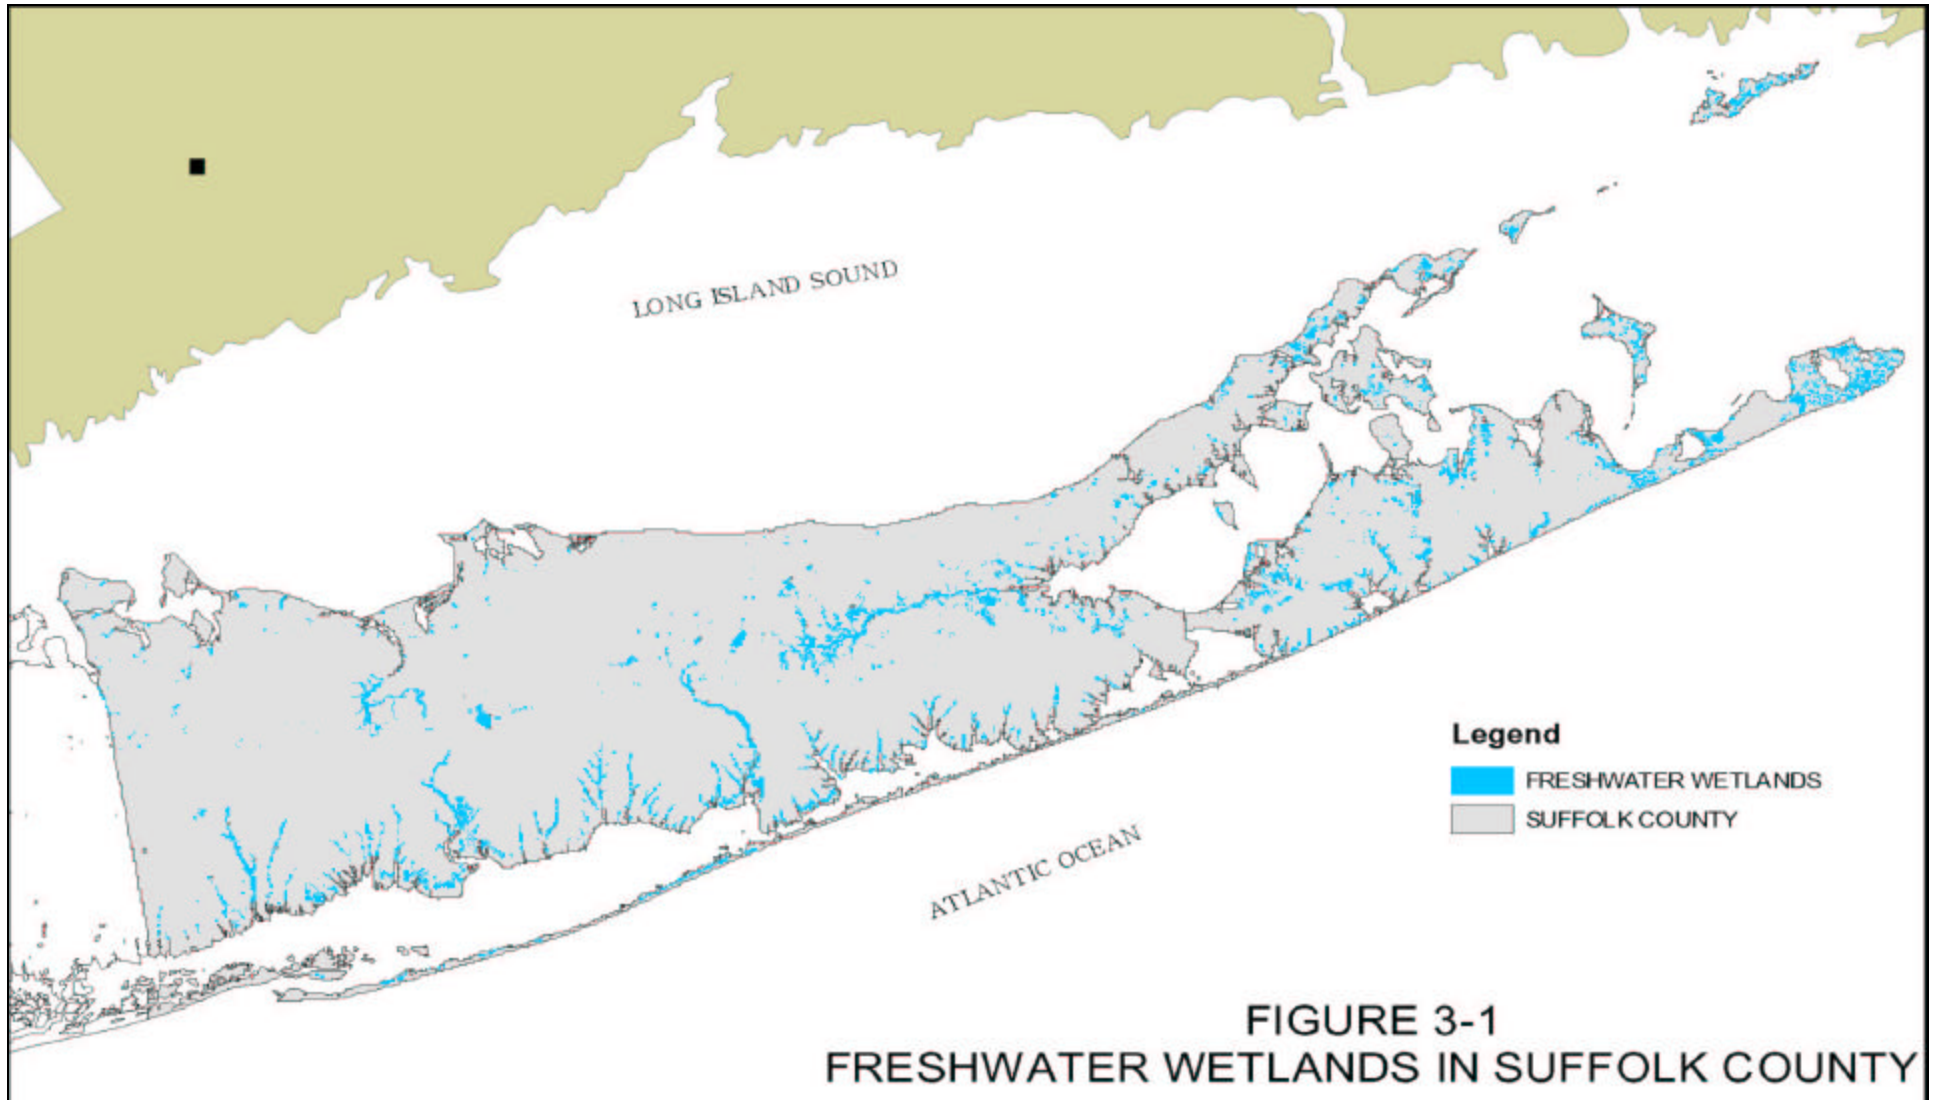 LONG ISLAND SOUND
Legend
FRESHWATER WETLANDS
SUFFOLK COUNTY
ATLANTIC OCEAN
FIGURE 3-1
FRESHWATER WETLANDS IN SUFFOLK COUNTY